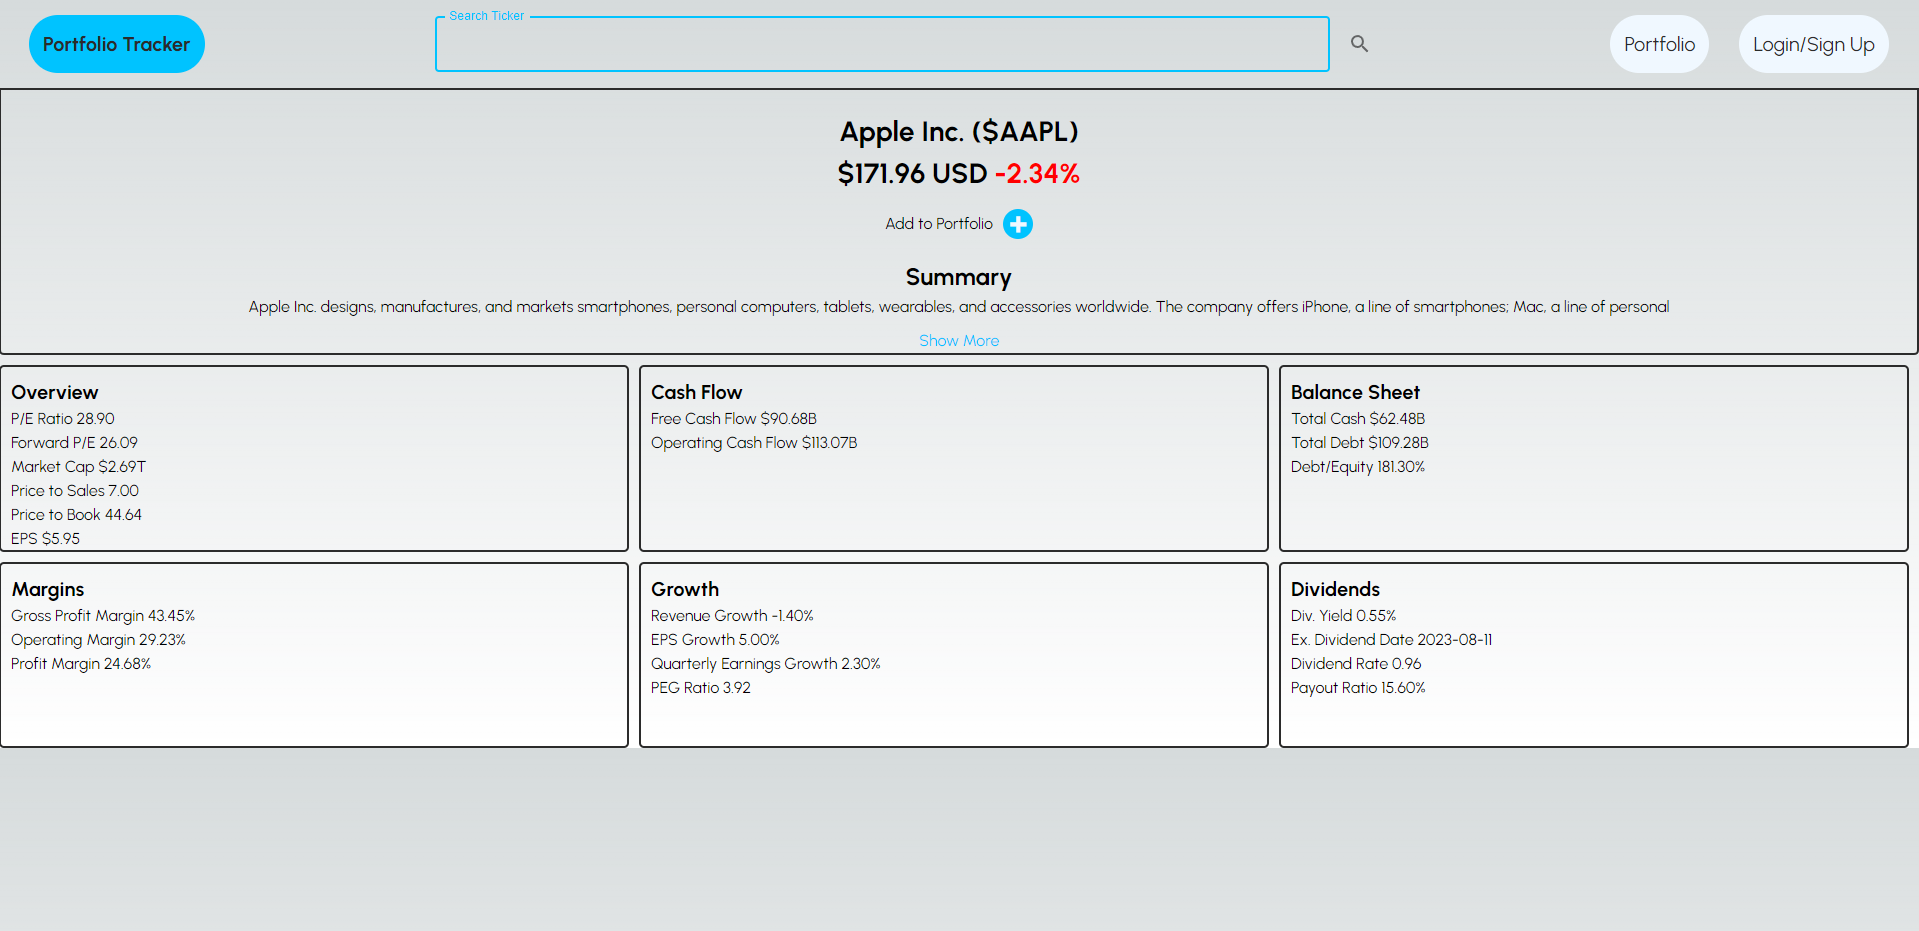 Portfolio Tracker
Search Ticker
Portfolio
Login/Sign Up
Apple Inc. ($AAPL)
$171.96 USD -2.34%
Add to Portfolio
Summary
Apple Inc. designs, manufactures, and markets smartphones, personal computers, tablets, wearables, and accessories worldwide. The company offers iPhone, a line of smartphones; Mac, a line of personal
Show More
Overview
P/E Ratio 28.90
Forward P/E 26.09
Market Cap $2.69T
Price to Sales 7.00
Price to Book 44.64
EPS $5.95
Cash Flow
Free Cash Flow $90.68B
Operating Cash Flow $113.07B
Balance Sheet
Total Cash $62.48B
Total Debt $109.28B
Debt/Equity 181.30%
Margins
Gross Profit Margin 43.45%
Operating Margin 29.23%
Profit Margin 24.68%
Growth
Revenue Growth -1.40%
EPS Growth 5.00%
Quarterly Earnings Growth 2.30%
PEG Ratio 3.92
Dividends
Div. Yield 0.55%
Ex. Dividend Date 2023-08-11
Dividend Rate 0.96
Payout Ratio 15.60%